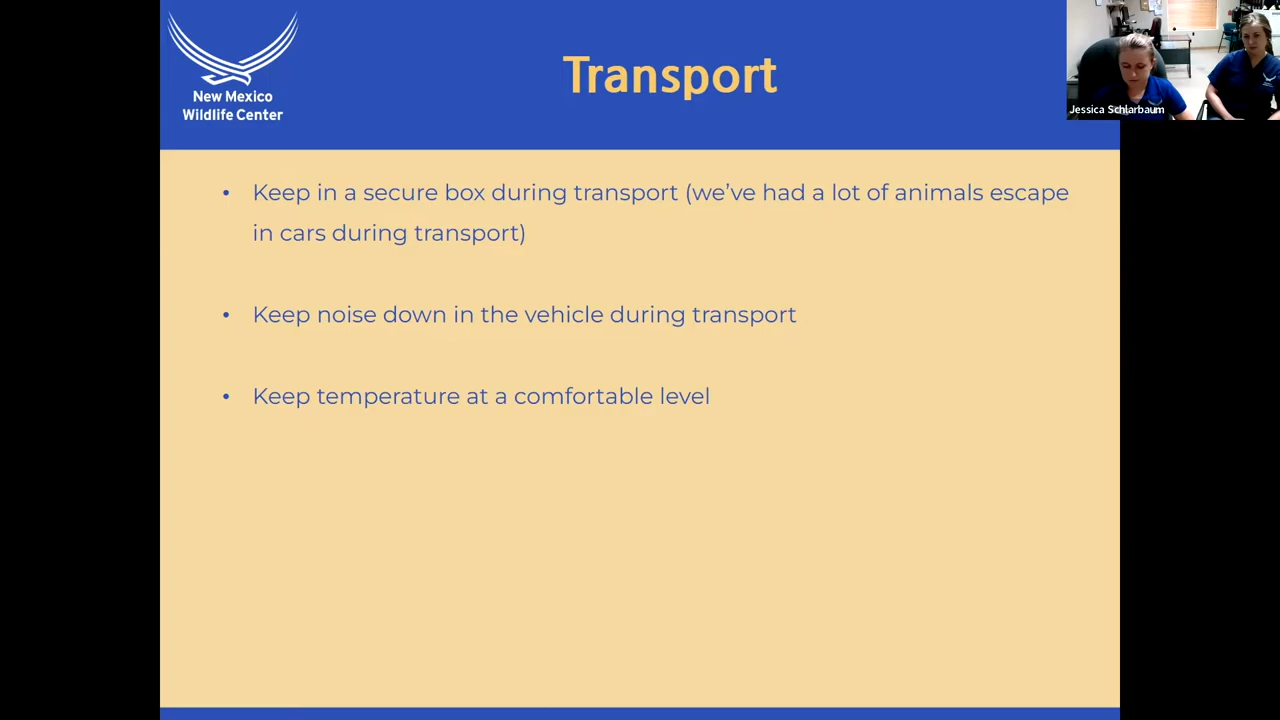 New Mexico
Wildlife Center
Transport
Jessica Schlarbaum
• Keep in a secure box during transport (we’ve had a lot of animals escape
in cars during transport)
• Keep noise down in the vehicle during transport
• Keep temperature at a comfortable level